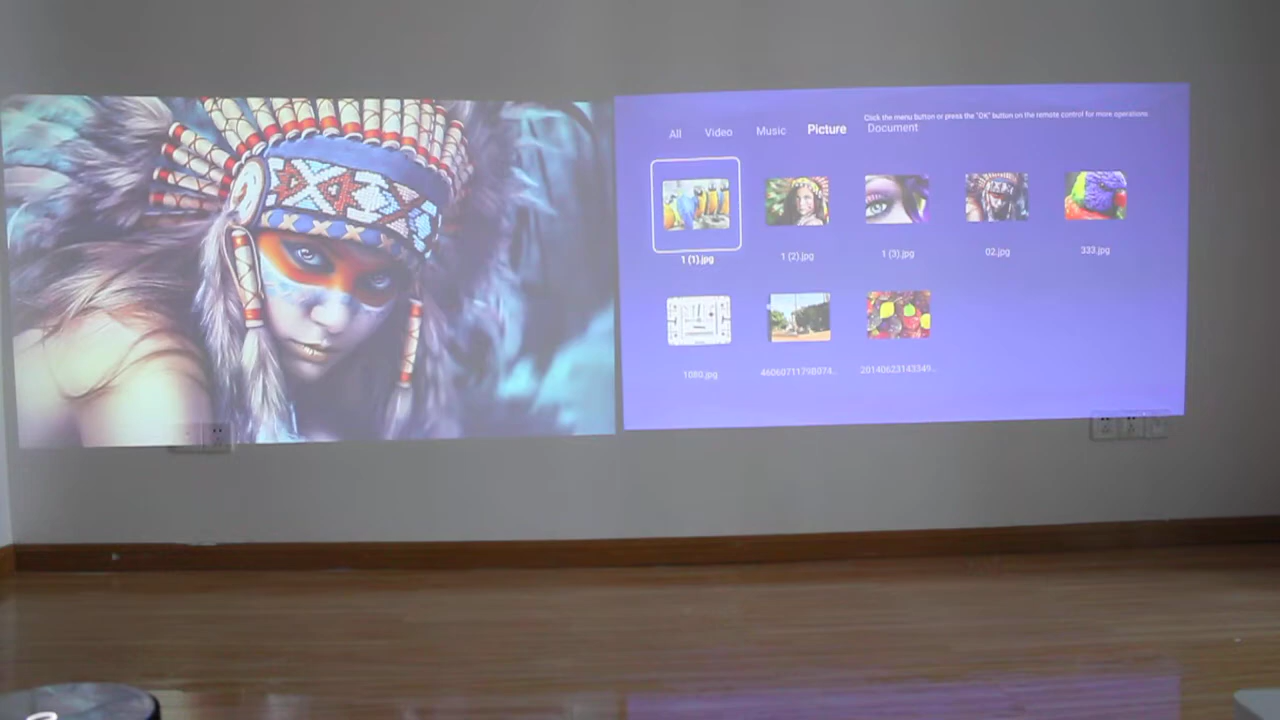 Click the menu button or press the "OK" button on the remote control for more operations.
All Video Music Picture Document
1 (1).jpg 1 (2).jpg 1 (3).jpg 02.jpg 333.jpg
1080.jpg 4606071179B074... 20140623143349...